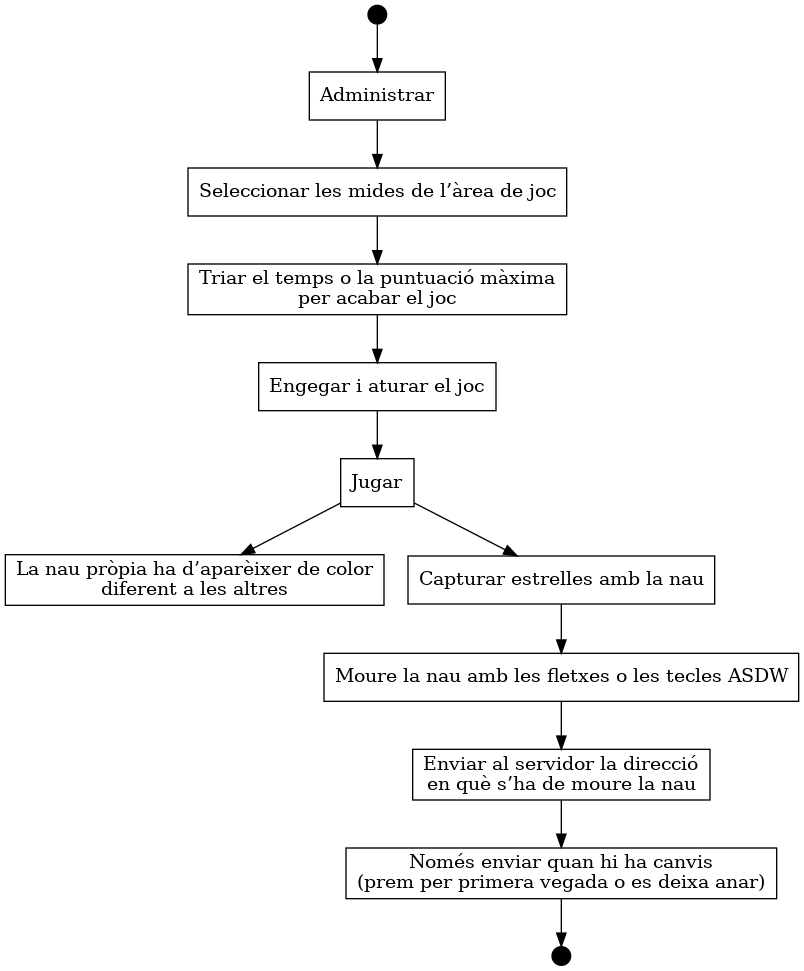 Administrar
Seleccionar les mides de l’àrea de joc
Triar el temps o la puntuació màxima
per acabar el joc
Engegar i aturar el joc
Jugar
La nau pròpia ha d’aparèixer de color
diferent a les altres
Capturar estrelles amb la nau
Moure la nau amb les fletxes o les tecles ASDW
Enviar al servidor la direcció
en què s’ha de moure la nau
Només enviar quan hi ha canvis
(prem per primera vegada o es deixa anar)